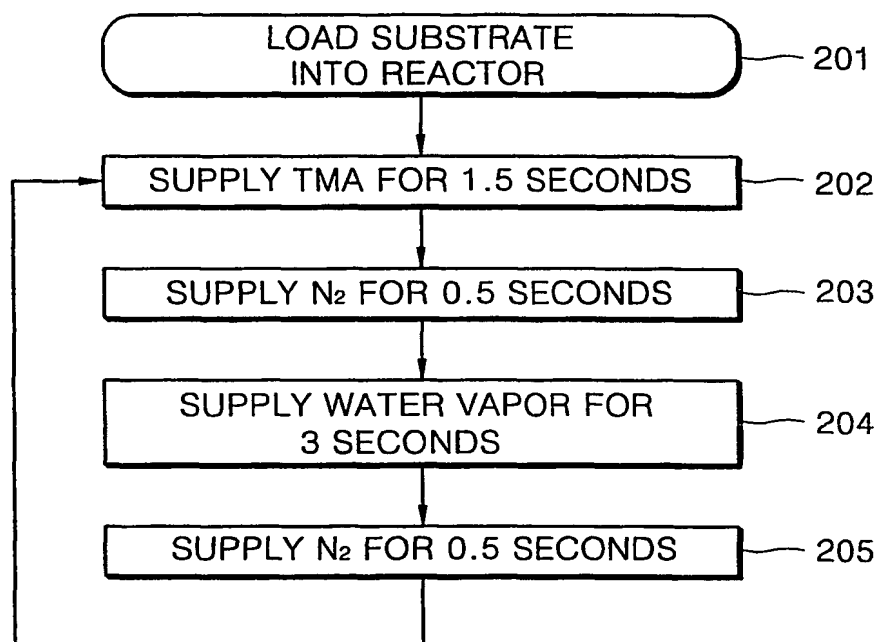 LOAD SUBSTRATE
INTO REACTOR
201
SUPPLY TMA FOR 1.5 SECONDS
202
SUPPLY N₂ FOR 0.5 SECONDS
203
SUPPLY WATER VAPOR FOR
3 SECONDS
204
SUPPLY N₂ FOR 0.5 SECONDS
205